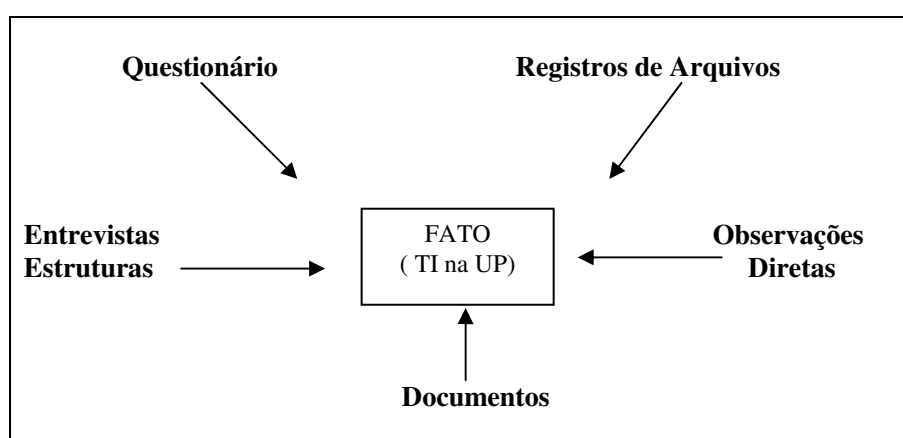 Questionário
Registros de Arquivos
Entrevistas
Estruturas
FATO
( TI na UP)
Observações
Diretas
Documentos